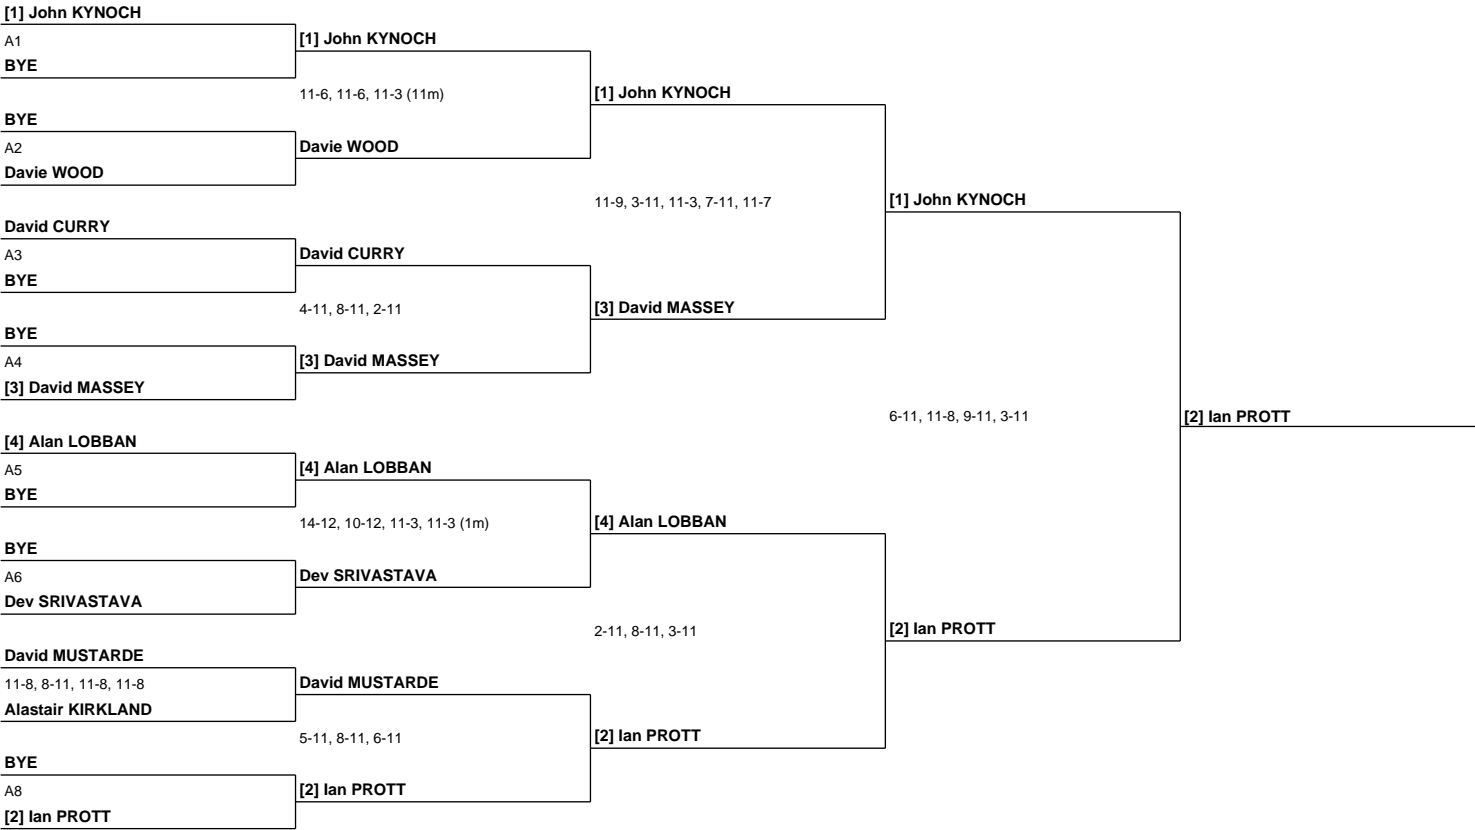 [1] John KYNOCH
A1
BYE
BYE
A2
Davie WOOD
David CURRY
A3
BYE
BYE
A4
[3] David MASSEY
[4] Alan LOBBAN
A5
BYE
BYE
A6
Dev SRIVASTAVA
David MUSTARDE
11-8, 8-11, 11-8, 11-8
Alastair KIRKLAND
BYE
A8
[2] Ian PROTT
[1] John KYNOCH
11-6, 11-6, 11-3 (11m)
Davie WOOD
David CURRY
4-11, 8-11, 2-11
[3] David MASSEY
[4] Alan LOBBAN
14-12, 10-12, 11-3, 11-3 (1m)
Dev SRIVASTAVA
David MUSTARDE
5-11, 8-11, 6-11
[2] Ian PROTT
[1] John KYNOCH
11-9, 3-11, 11-3, 7-11, 11-7
[3] David MASSEY
[4] Alan LOBBAN
2-11, 8-11, 3-11
[2] Ian PROTT
[1] John KYNOCH
6-11, 11-8, 9-11, 3-11
[2] Ian PROTT
[2] Ian PROTT